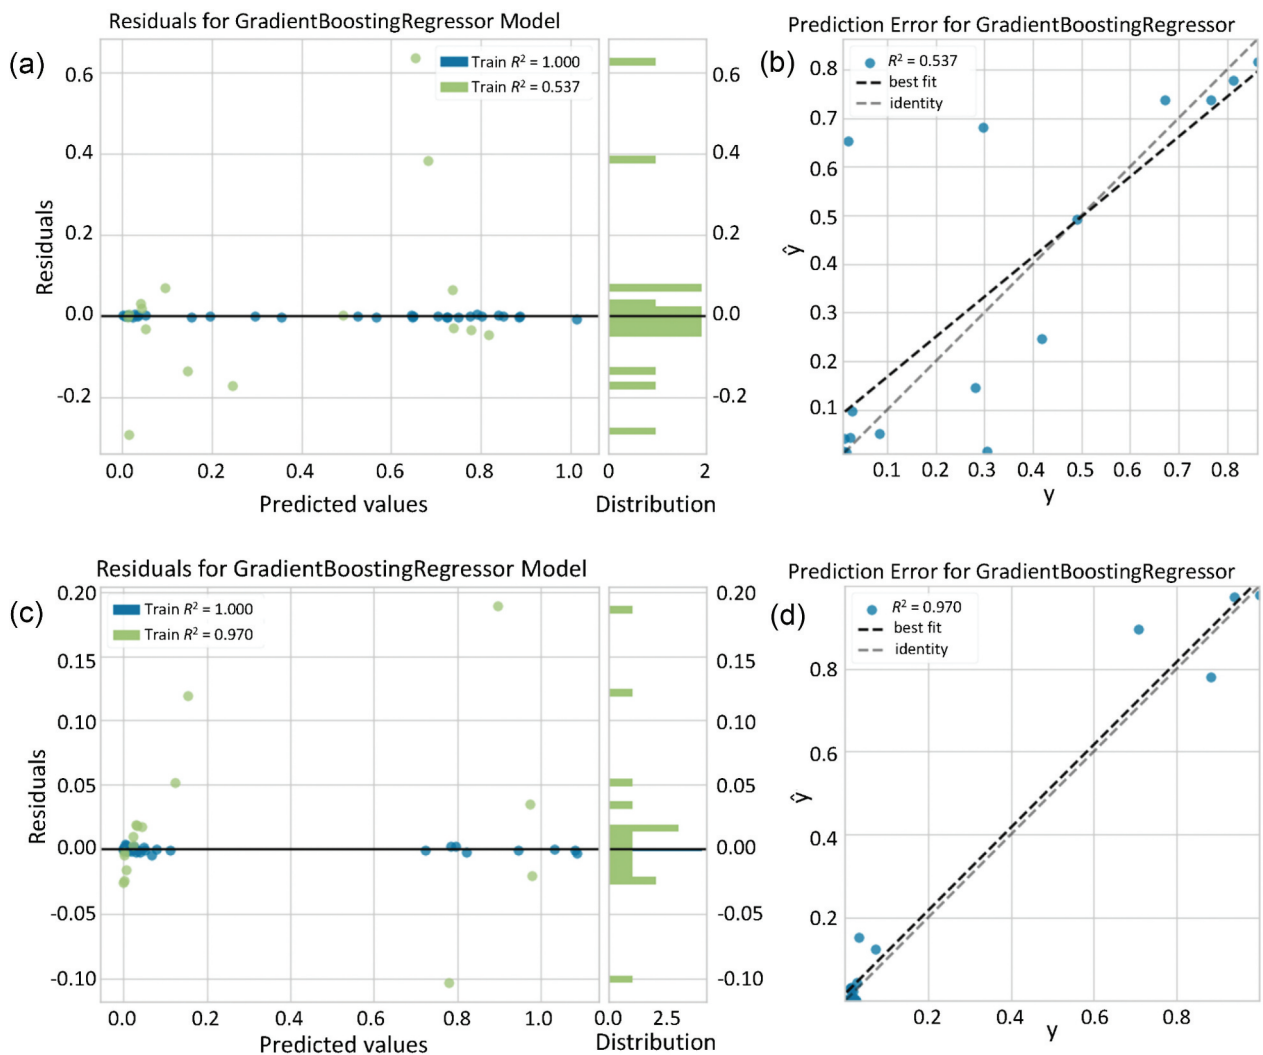 Residuals for GradientBoostingRegressor Model
(a)
Train R² = 1.000
Train R² = 0.537
0.6
0.4
0.2
0.0
-0.2
Residuals
0.0 0.2 0.4 0.6 0.8 1.0
Predicted values
0.6
0.4
0.2
0.0
-0.2
0 2
Distribution
Prediction Error for GradientBoostingRegressor
(b)
R² = 0.537
best fit
identity
0.8
0.7
0.6
0.5
0.4
0.3
0.2
0.1
ŷ
0.1 0.2 0.3 0.4 0.5 0.6 0.7 0.8
y
Residuals for GradientBoostingRegressor Model
(c)
Train R² = 1.000
Train R² = 0.970
0.20
0.15
0.10
0.05
0.00
-0.05
-0.10
Residuals
0.0 0.2 0.4 0.6 0.8 1.0
Predicted values
0.20
0.15
0.10
0.05
0.00
-0.05
-0.10
0.0 2.5
Distribution
Prediction Error for GradientBoostingRegressor
(d)
R² = 0.970
best fit
identity
0.8
0.6
0.4
0.2
ŷ
0.2 0.4 0.6 0.8
y